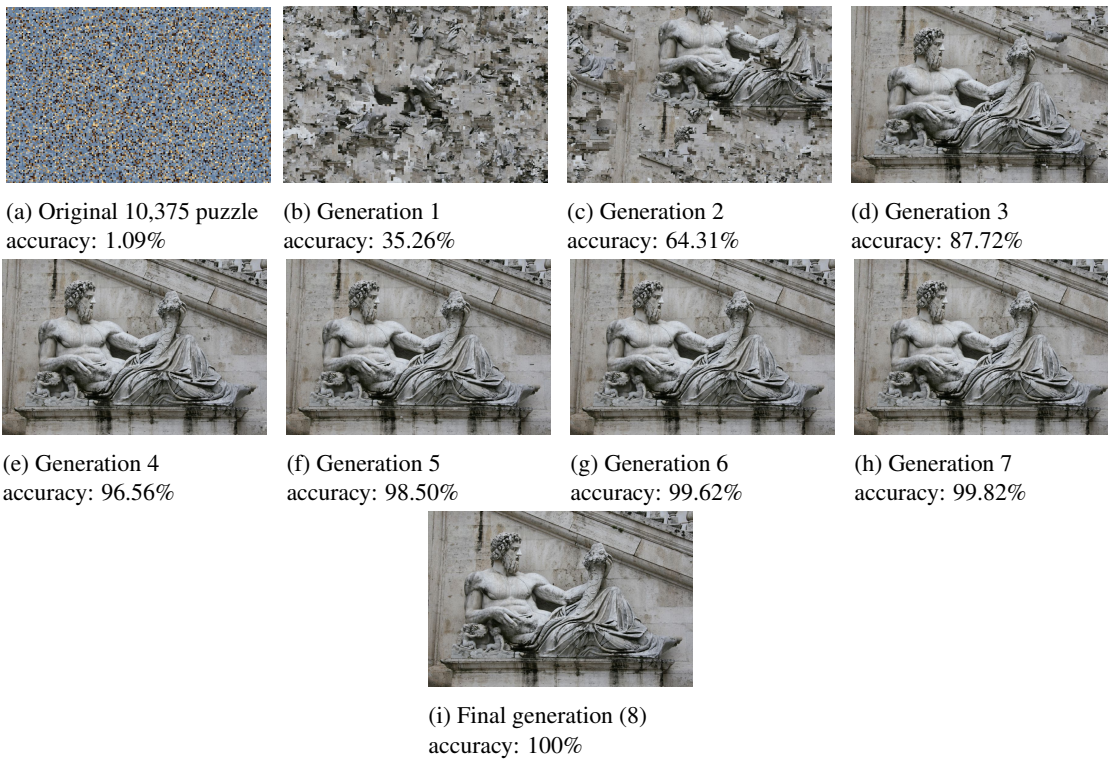 (a) Original 10,375 puzzle
accuracy: 1.09%
(b) Generation 1
accuracy: 35.26%
(c) Generation 2
accuracy: 64.31%
(d) Generation 3
accuracy: 87.72%
(e) Generation 4
accuracy: 96.56%
(f) Generation 5
accuracy: 98.50%
(g) Generation 6
accuracy: 99.62%
(h) Generation 7
accuracy: 99.82%
(i) Final generation (8)
accuracy: 100%